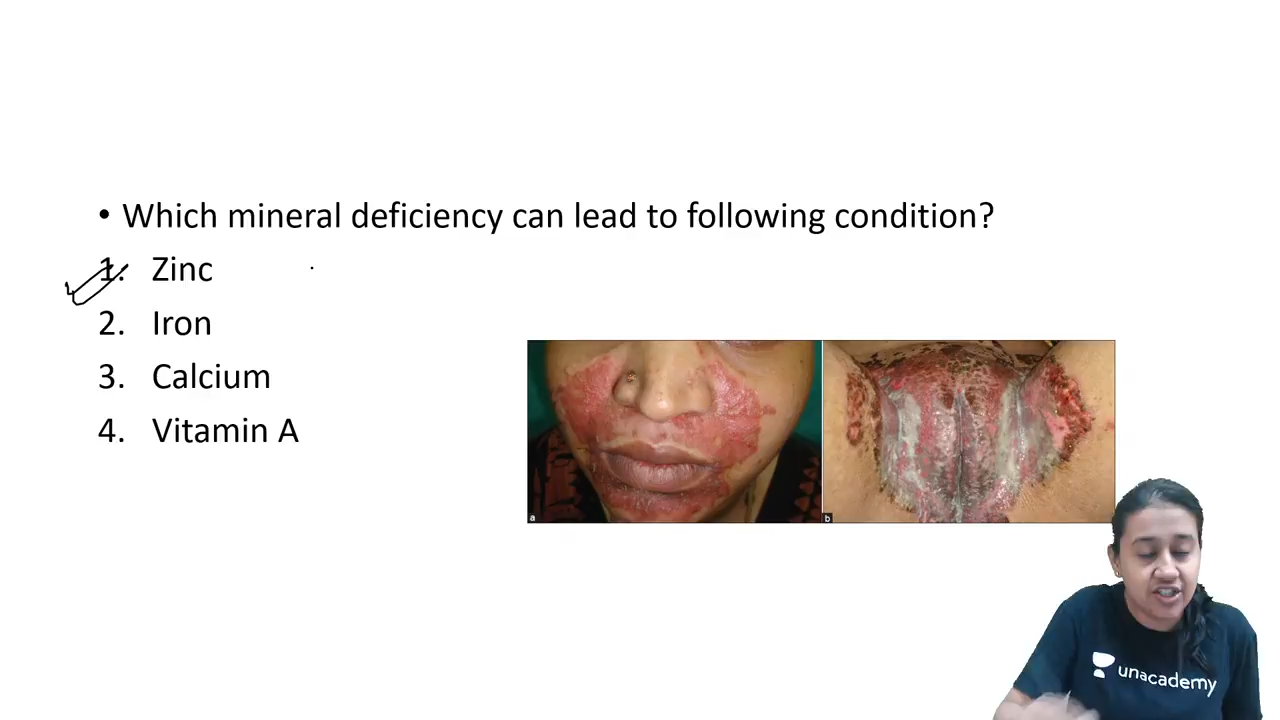 • Which mineral deficiency can lead to following condition?
1. Zinc
2. Iron
3. Calcium
4. Vitamin A
a
b
unacademy